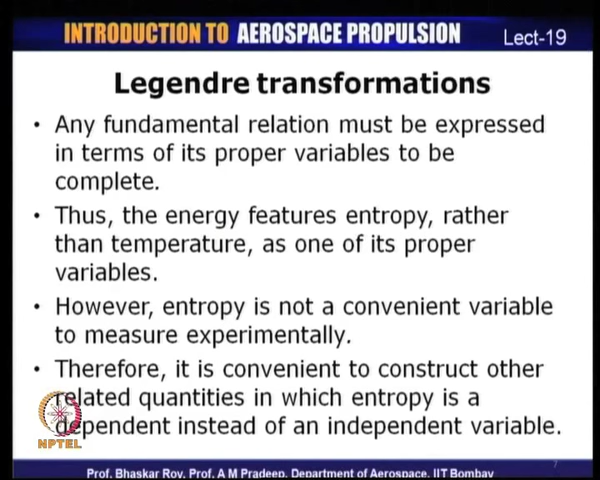 INTRODUCTION TO AEROSPACE PROPULSION
Lect-19
Legendre transformations
• Any fundamental relation must be expressed
in terms of its proper variables to be
complete.
• Thus, the energy features entropy, rather
than temperature, as one of its proper
variables.
• However, entropy is not a convenient variable
to measure experimentally.
• Therefore, it is convenient to construct other
related quantities in which entropy is a
dependent instead of an independent variable.
NPTEL
7
Prof. Bhaskar Roy, Prof. A M Pradeep, Department of Aerospace, IIT Bombay